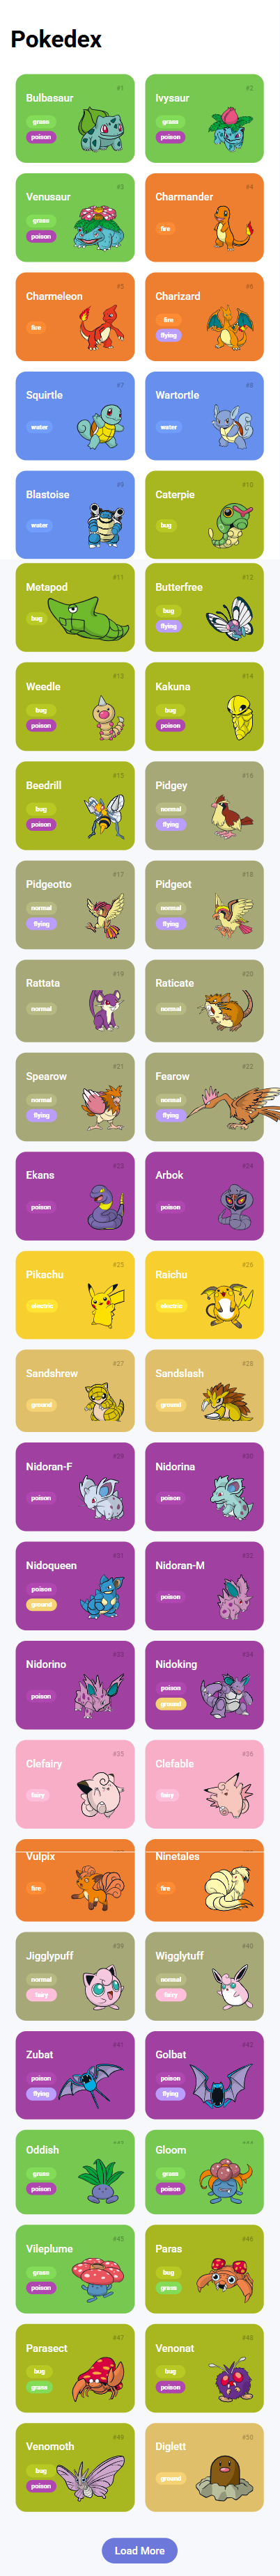 Pokedex
#1
Bulbasaur
grass
poison
#2
Ivysaur
grass
poison
#3
Venusaur
grass
poison
#4
Charmander
fire
#5
Charmeleon
fire
#6
Charizard
fire
flying
#7
Squirtle
water
#8
Wartortle
water
#9
Blastoise
water
#10
Caterpie
bug
#11
Metapod
bug
#12
Butterfree
bug
flying
#13
Weedle
bug
poison
#14
Kakuna
bug
poison
#15
Beedrill
bug
poison
#16
Pidgey
normal
flying
#17
Pidgeotto
normal
flying
#18
Pidgeot
normal
flying
#19
Rattata
normal
#20
Raticate
normal
#21
Spearow
normal
flying
#22
Fearow
normal
flying
#23
Ekans
poison
#24
Arbok
poison
#25
Pikachu
electric
#26
Raichu
electric
#27
Sandshrew
ground
#28
Sandslash
ground
#29
Nidoran-F
poison
#30
Nidorina
poison
#31
Nidoqueen
poison
ground
#32
Nidoran-M
poison
#33
Nidorino
poison
#34
Nidoking
poison
ground
#35
Clefairy
fairy
#36
Clefable
fairy
Vulpix
fire
Ninetales
fire
#39
Jigglypuff
normal
fairy
#40
Wigglytuff
normal
fairy
#41
Zubat
poison
flying
#42
Golbat
poison
flying
Oddish
grass
poison
Gloom
grass
poison
#45
Vileplume
grass
poison
#46
Paras
bug
grass
#47
Parasect
bug
grass
#48
Venonat
bug
poison
#49
Venomoth
bug
poison
#50
Diglett
ground
Load More